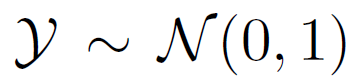 𝒴 ∼ 𝒩(0, 1)